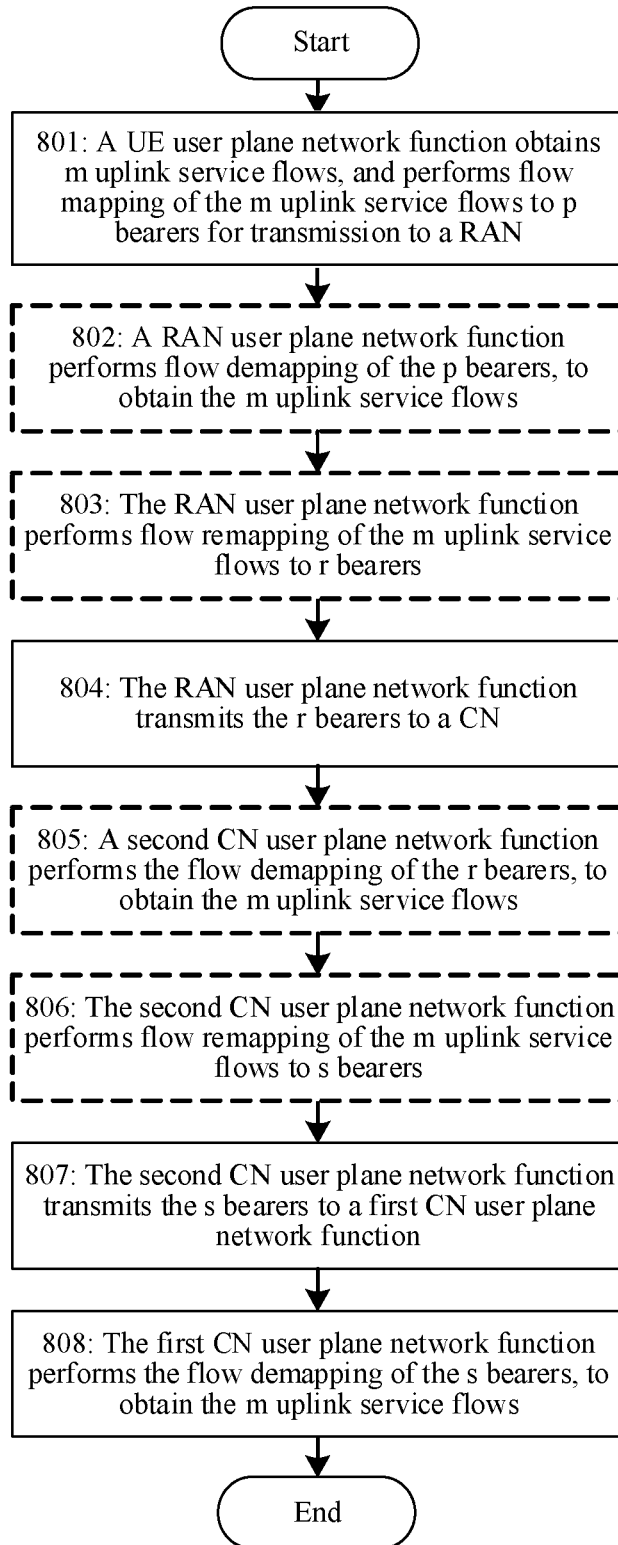 Start
801: A UE user plane network function obtains
m uplink service flows, and performs flow
mapping of the m uplink service flows to p
bearers for transmission to a RAN
802: A RAN user plane network function
performs flow demapping of the p bearers, to
obtain the m uplink service flows
803: The RAN user plane network function
performs flow remapping of the m uplink service
flows to r bearers
804: The RAN user plane network function
transmits the r bearers to a CN
805: A second CN user plane network function
performs the flow demapping of the r bearers, to
obtain the m uplink service flows
806: The second CN user plane network function
performs flow remapping of the m uplink service
flows to s bearers
807: The second CN user plane network function
transmits the s bearers to a first CN user plane
network function
808: The first CN user plane network function
performs the flow demapping of the s bearers, to
obtain the m uplink service flows
End